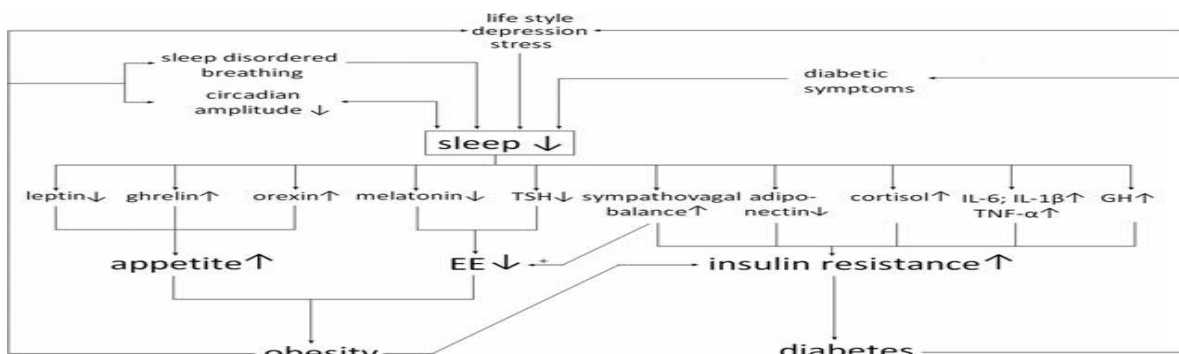 life style
depression
stress
sleep disordered
breathing
circadian
amplitude ↓
diabetic
symptoms
sleep ↓
leptin↓ ghrelin↑ orexin↑ melatonin↓ TSH↓ sympathovagal balance↑ adipo-nectin↓ cortisol↑ IL-6; IL-1β↑ TNF-α↑ GH↑
appetite↑ EE↓ + insulin resistance↑
obesity diabetes